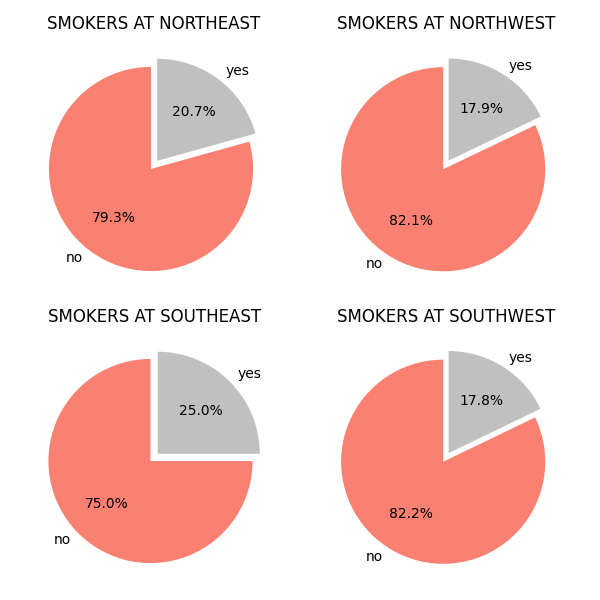 SMOKERS AT NORTHEAST
yes
20.7%
79.3%
no
SMOKERS AT NORTHWEST
yes
17.9%
82.1%
no
SMOKERS AT SOUTHEAST
yes
25.0%
75.0%
no
SMOKERS AT SOUTHWEST
yes
17.8%
82.2%
no